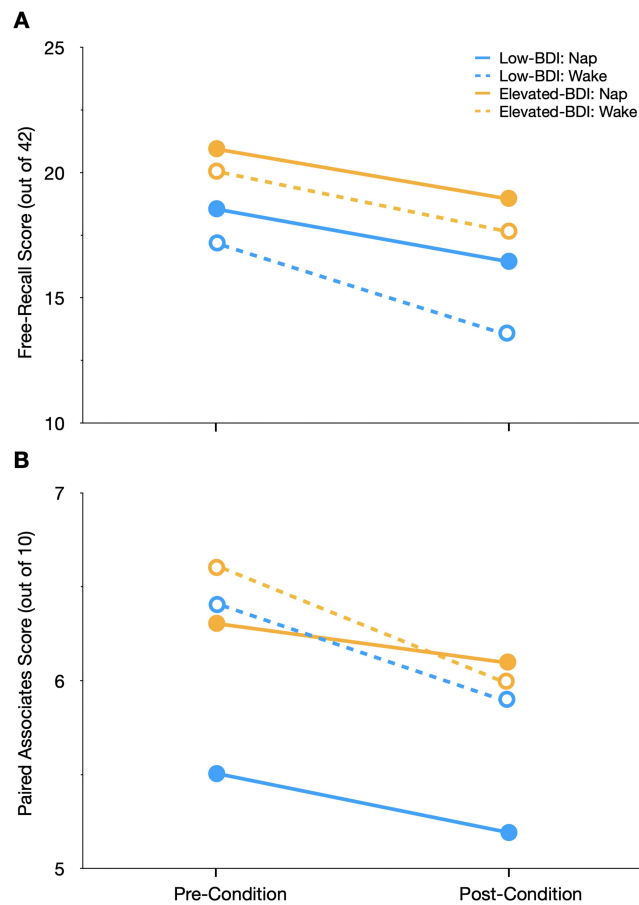 A
25
20
15
10
Free-Recall Score (out of 42)
Low-BDI: Nap
Low-BDI: Wake
Elevated-BDI: Nap
Elevated-BDI: Wake
B
7
6
5
Paired Associates Score (out of 10)
Pre-Condition
Post-Condition